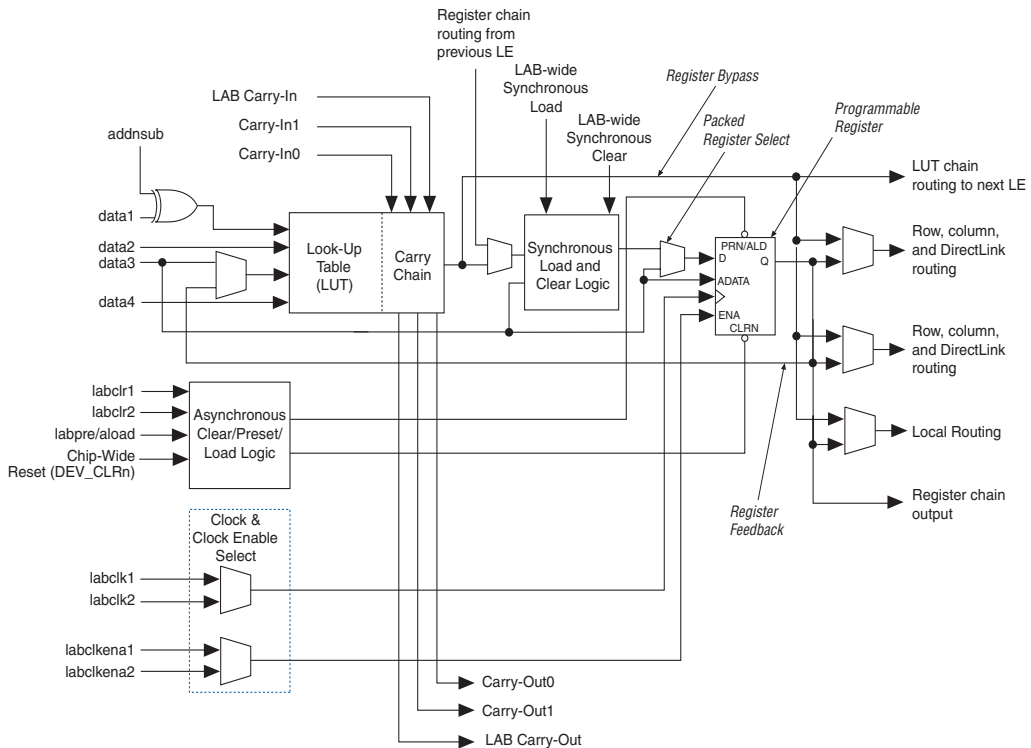 Register chain
routing from
previous LE
LAB-wide
Synchronous
Load
Register Bypass
LAB-wide
Synchronous
Clear
Packed
Register Select
Programmable
Register
LAB Carry-In
Carry-In1
Carry-In0
addnsub
data1
data2
data3
data4
Look-Up
Table
(LUT)
Carry
Chain
Synchronous
Load and
Clear Logic
PRN/ALD
D
Q
ADATA
ENA
CLRN
LUT chain
routing to next LE
Row, column,
and DirectLink
routing
Row, column,
and DirectLink
routing
Local Routing
Register chain
output
labclr1
labclr2
labpre/aload
Chip-Wide
Reset (DEV_CLRn)
Asynchronous
Clear/Preset/
Load Logic
Register
Feedback
Clock &
Clock Enable
Select
labclk1
labclk2
labclkena1
labclkena2
Carry-Out0
Carry-Out1
LAB Carry-Out